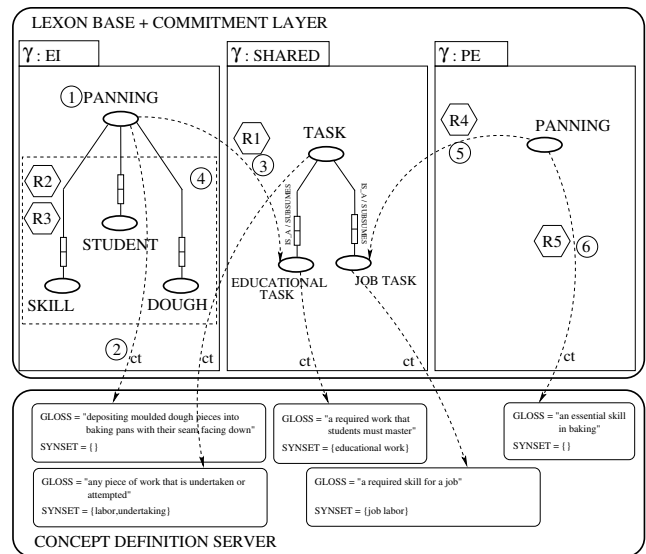 LEXON BASE + COMMITMENT LAYER
γ : EI
γ : SHARED
γ : PE
1 PANNING
R2
R3
4
STUDENT
SKILL
DOUGH
2
ct
R1
3
TASK
IS_A / SUBSUMES
IS_A / SUBSUMES
EDUCATIONAL
TASK
JOB TASK
ct
ct
ct
R4
5
PANNING
R5
6
ct
GLOSS = "depositing moulded dough pieces into
baking pans with their seam facing down"
SYNSET = {}
GLOSS = "a required work that
students must master"
SYNSET = {educational work}
GLOSS = "an essential skill
in baking"
SYNSET = {}
GLOSS = "any piece of work that is undertaken or
attempted"
SYNSET = {labor,undertaking}
GLOSS = "a required skill for a job"
SYNSET = {job labor}
CONCEPT DEFINITION SERVER